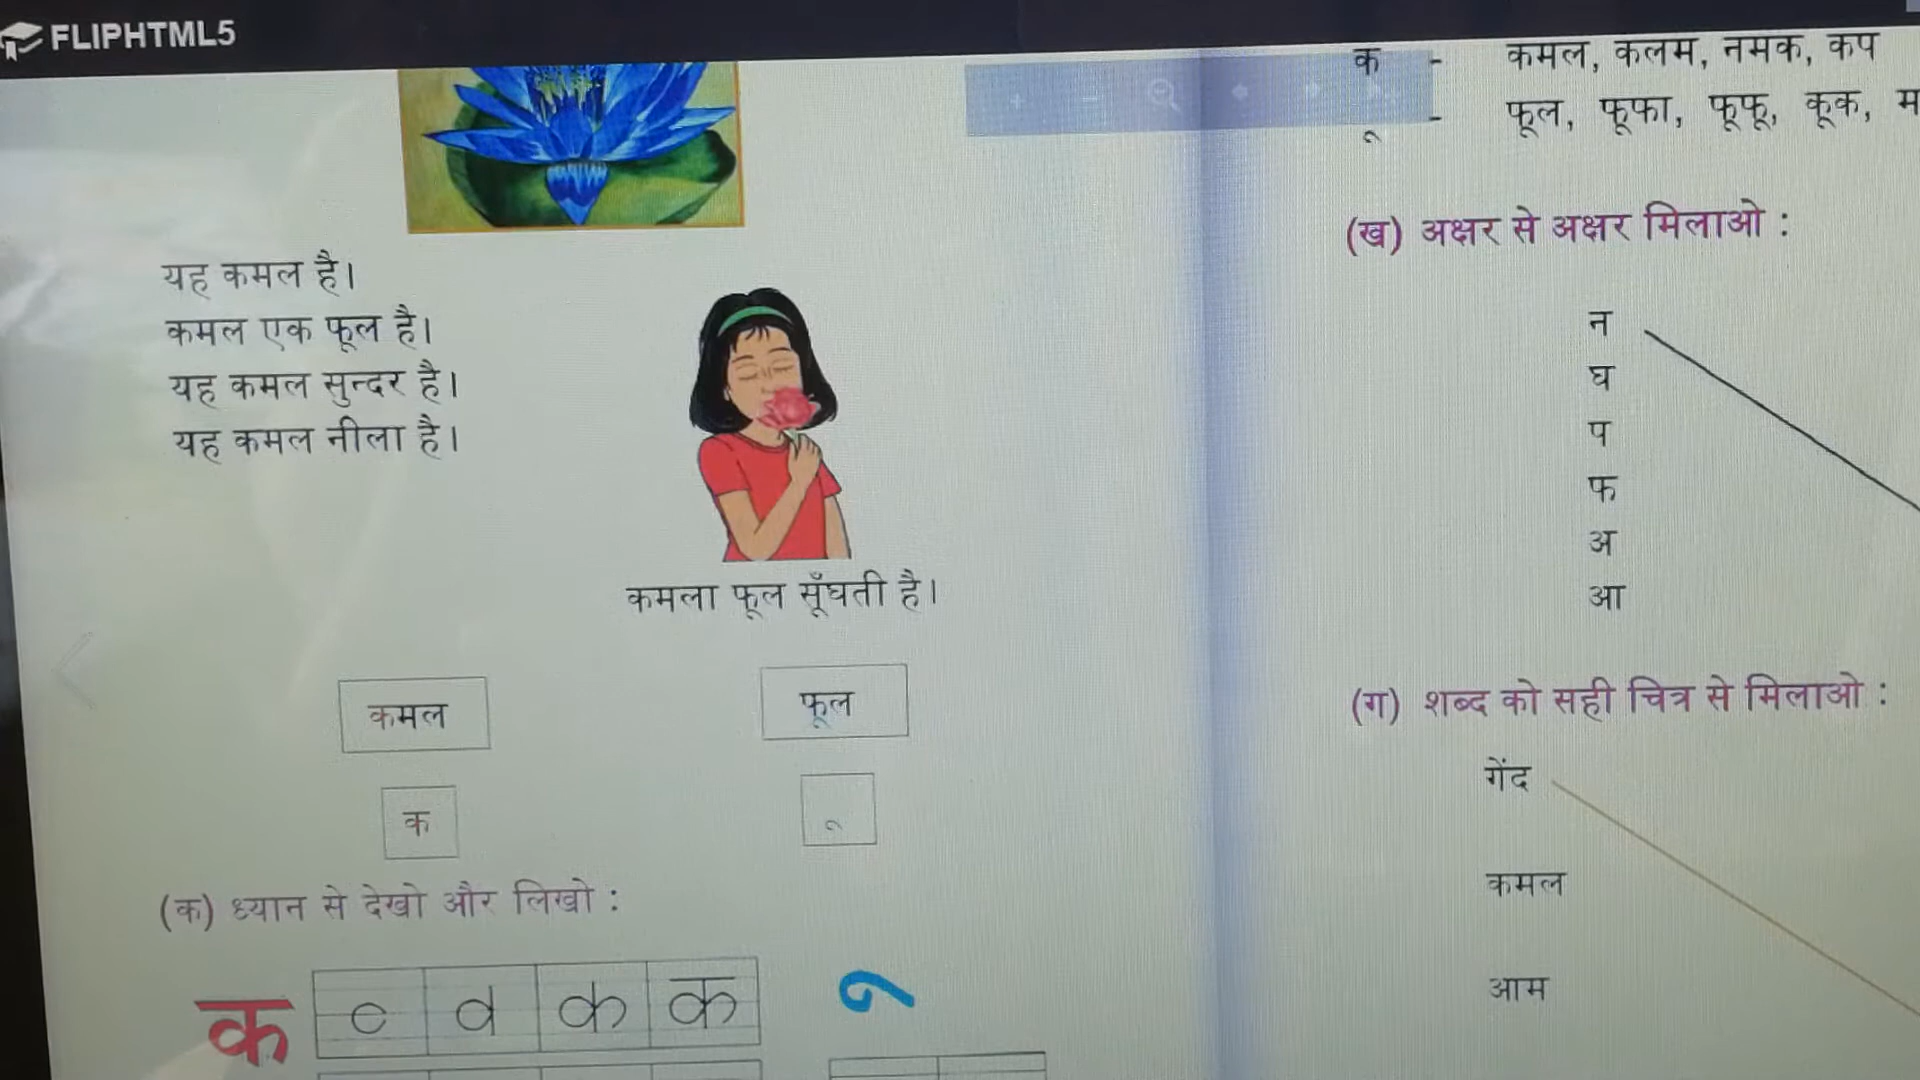 FLIPHTML5
यह कमल है।
कमल एक फूल है।
यह कमल सुन्दर है।
यह कमल नीला है।
कमला फूल सूँघती है।
कमल
फूल
क
ू
(क) ध्यान से देखो और लिखो :
क
क क
ू
क - कमल, कलम, नमक, कप
ू - फूल, फूफा, फूफू, कूक,
(ख) अक्षर से अक्षर मिलाओ :
न
घ
प
फ
अ
आ
(ग) शब्द को सही चित्र से मिलाओ :
गेंद
कमल
आम